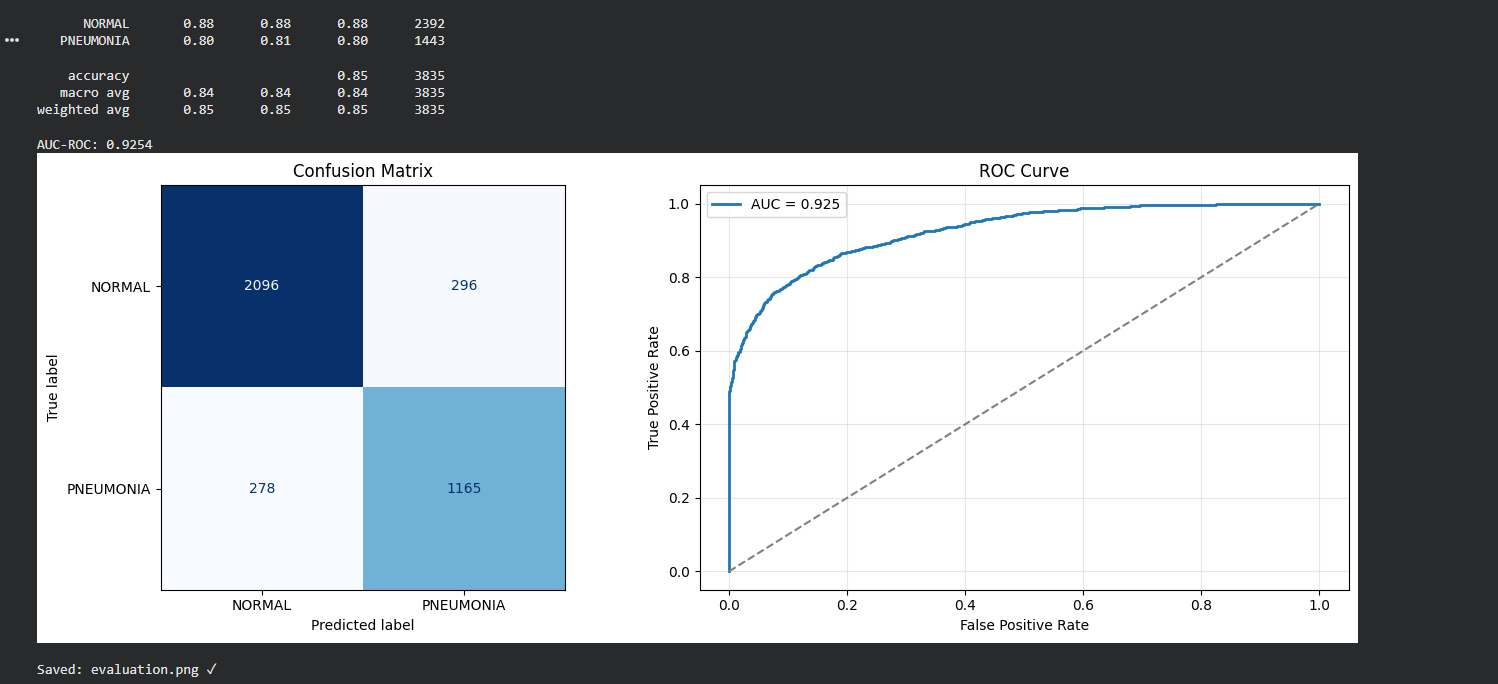 NORMAL 0.88 0.88 0.88 2392
PNEUMONIA 0.80 0.81 0.80 1443
accuracy 0.85 3835
macro avg 0.84 0.84 0.84 3835
weighted avg 0.85 0.85 0.85 3835
AUC-ROC: 0.9254
Confusion Matrix
NORMAL
2096 296
PNEUMONIA
278 1165
NORMAL PNEUMONIA
Predicted label
True label
ROC Curve
AUC = 0.925
1.0
0.8
0.6
0.4
0.2
0.0
0.0 0.2 0.4 0.6 0.8 1.0
False Positive Rate
True Positive Rate
Saved: evaluation.png ✓